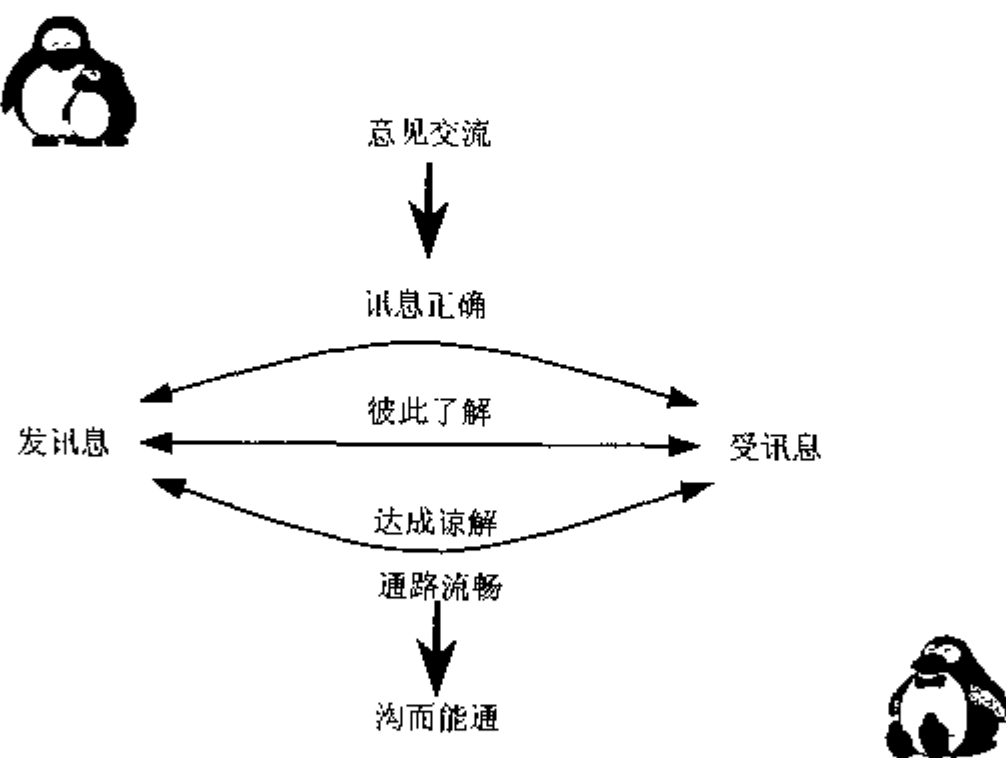 意见交流
讯息正确
彼此了解
发讯息
受讯息
达成谅解
通路流畅
沟而能通